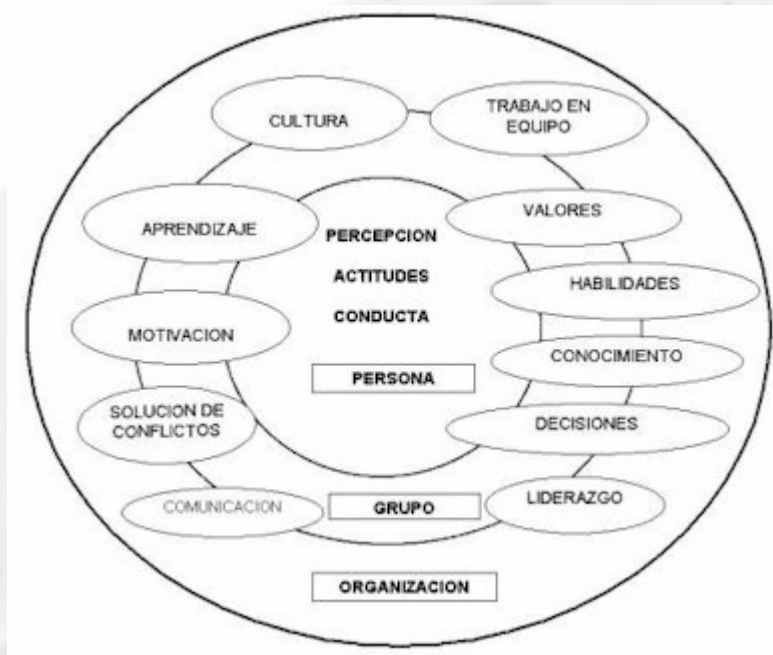 CULTURA
TRABAJO EN
EQUIPO
APRENDIZAJE
VALORES
PERCEPCION
ACTITUDES
CONDUCTA
HABILIDADES
MOTIVACION
CONOCIMIENTO
PERSONA
SOLUCION DE
CONFLICTOS
DECISIONES
COMUNICACION
GRUPO
LIDERAZGO
ORGANIZACION